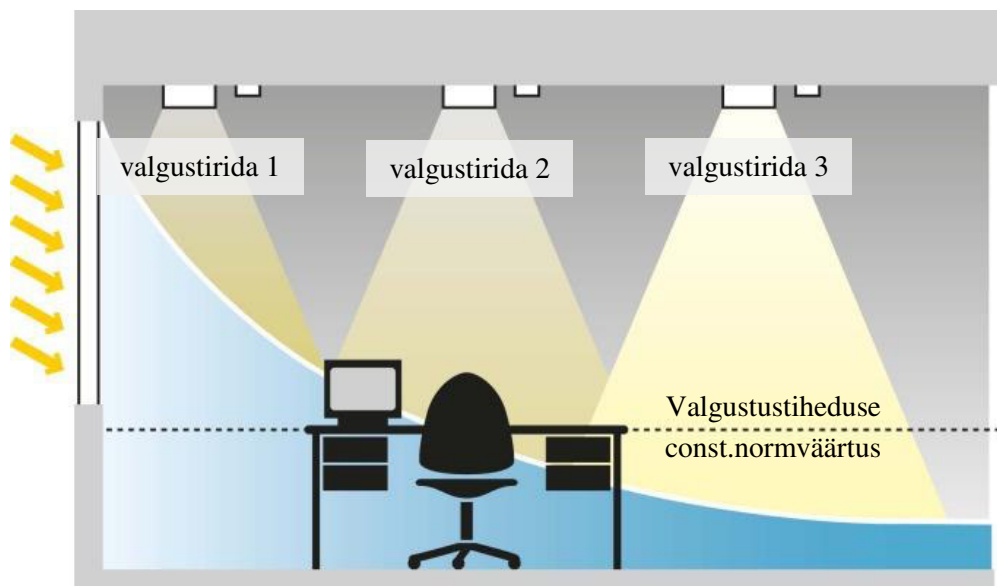 valgustirida 1
valgustirida 2
valgustirida 3
Valgustustiheduse
const.normväärtus